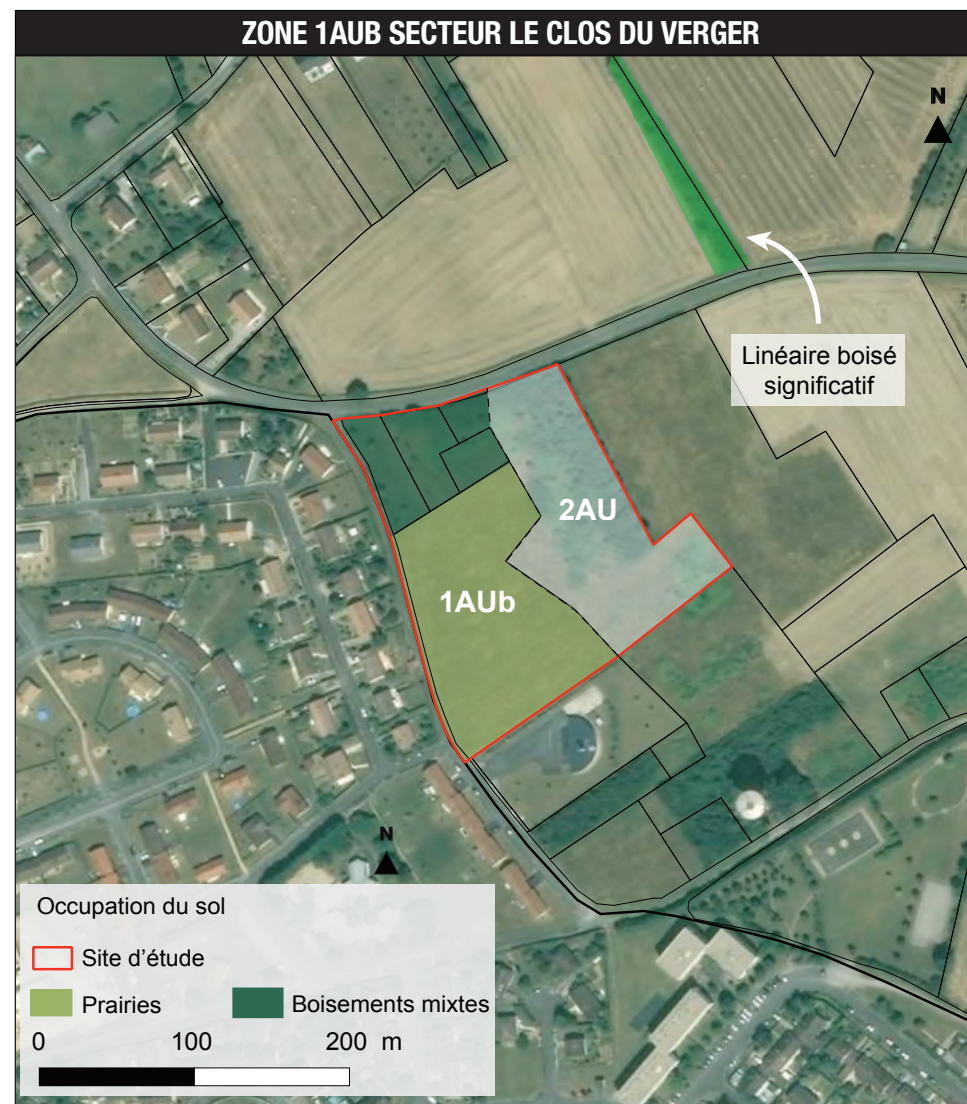 ZONE 1AUB SECTEUR LE CLOS DU VERGER
N
Linéaire boisé
significatif
2AU
1AUb
N
Occupation du sol
Site d'étude
Prairies
Boisements mixtes
0 100 200 m